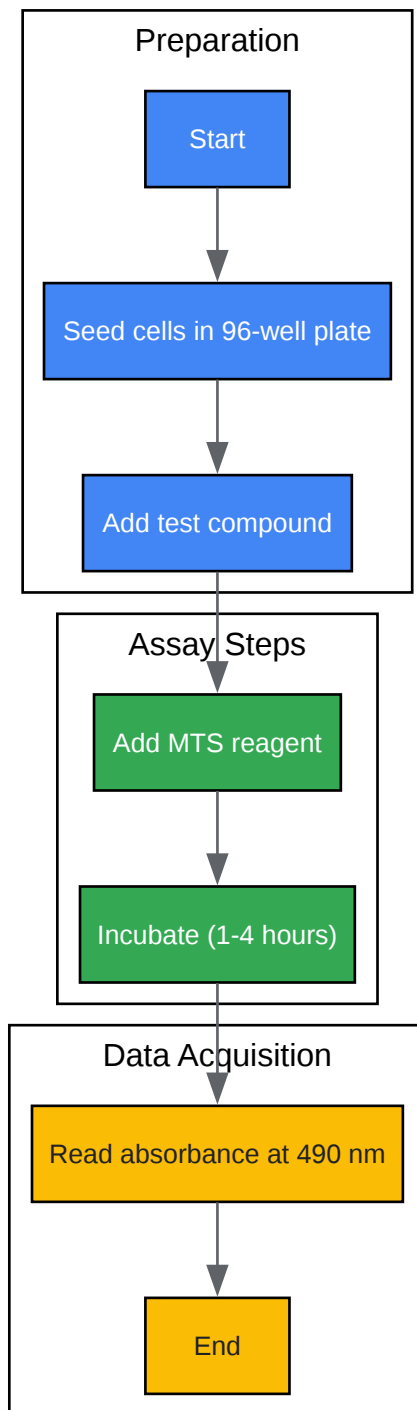 Preparation
Start
Seed cells in 96-well plate
Add test compound
Assay Steps
Add MTS reagent
Incubate (1-4 hours)
Data Acquisition
Read absorbance at 490 nm
End